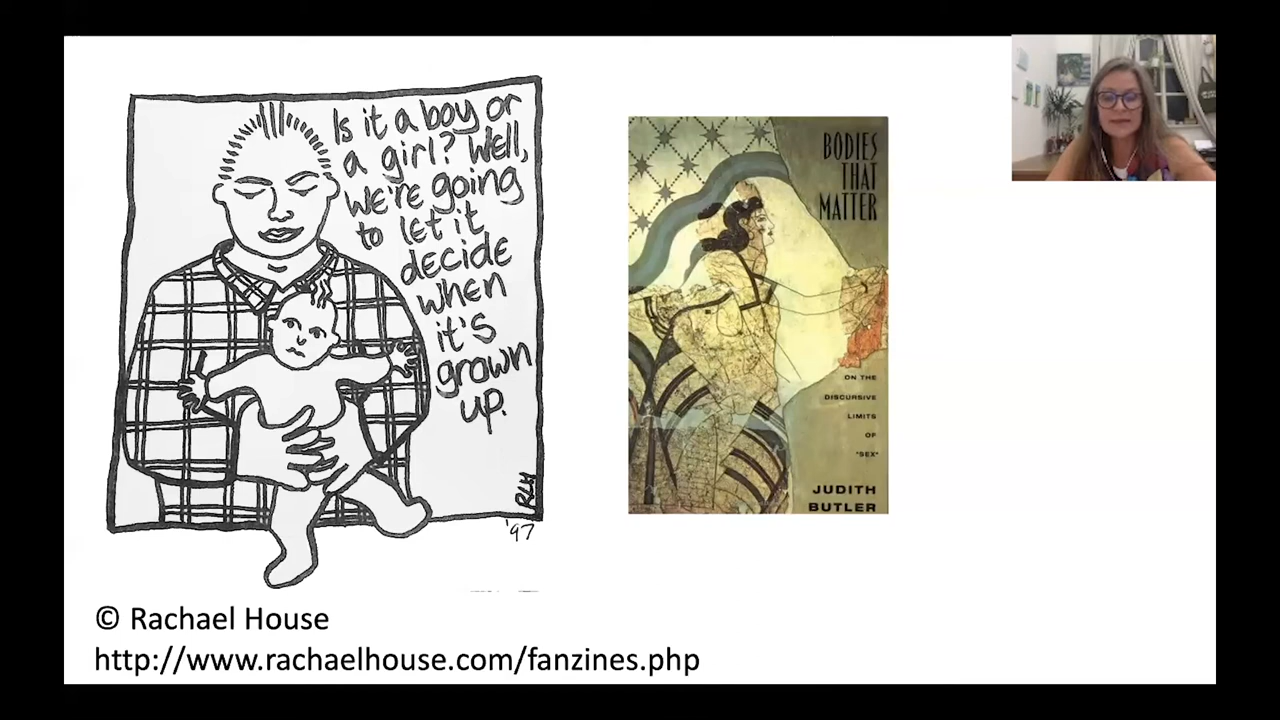 Is it a boy or
a girl? Well,
we're going
to let it
decide
when
it's
grown
up.
RLH
'97
BODIES
THAT
MATTER
ON THE
DISCURSIVE
LIMITS
OF
"SEX"
JUDITH
BUTLER
© Rachael House
http://www.rachaelhouse.com/fanzines.php